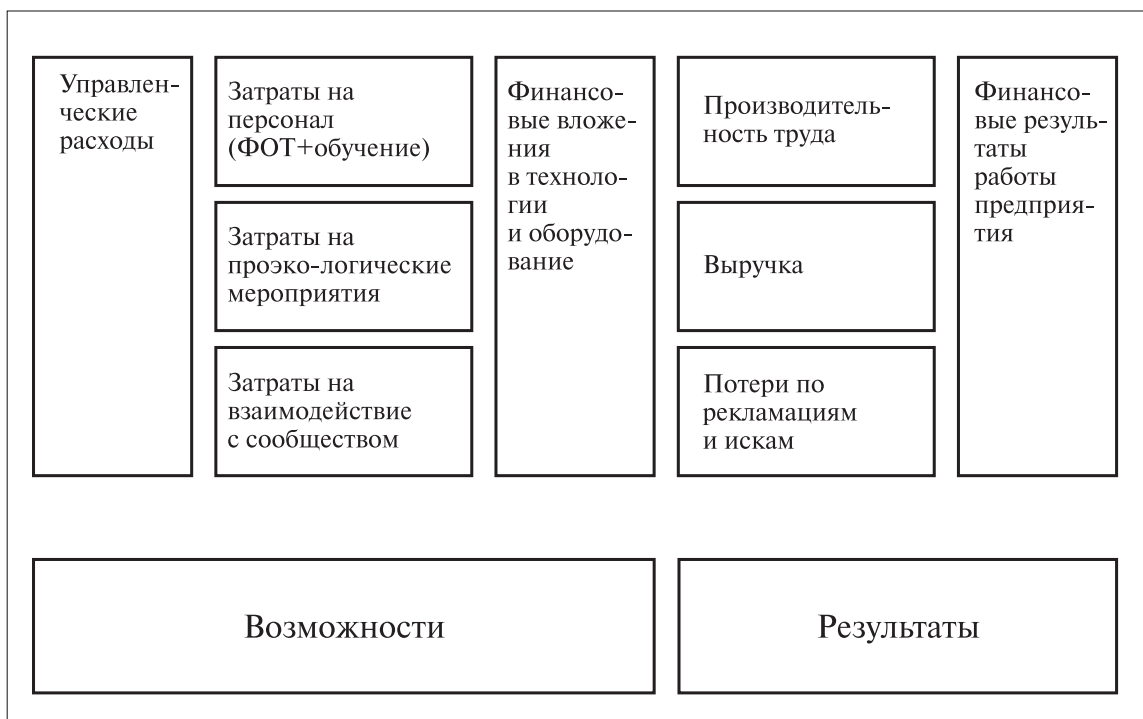 Управлен-
ческие
расходы
Затраты на
персонал
(ФОТ+обучение)
Затраты на
проэко-логические
мероприятия
Затраты на
взаимодействие
с сообществом
Финансо-
вые вложе-
ния
в техноло-
гии
и оборудо-
вание
Производитель-
ность труда
Выручка
Потери по
рекламациям
и искам
Финансо-
вые резуль-
таты
работы
предприя-
тия
Возможности
Результаты